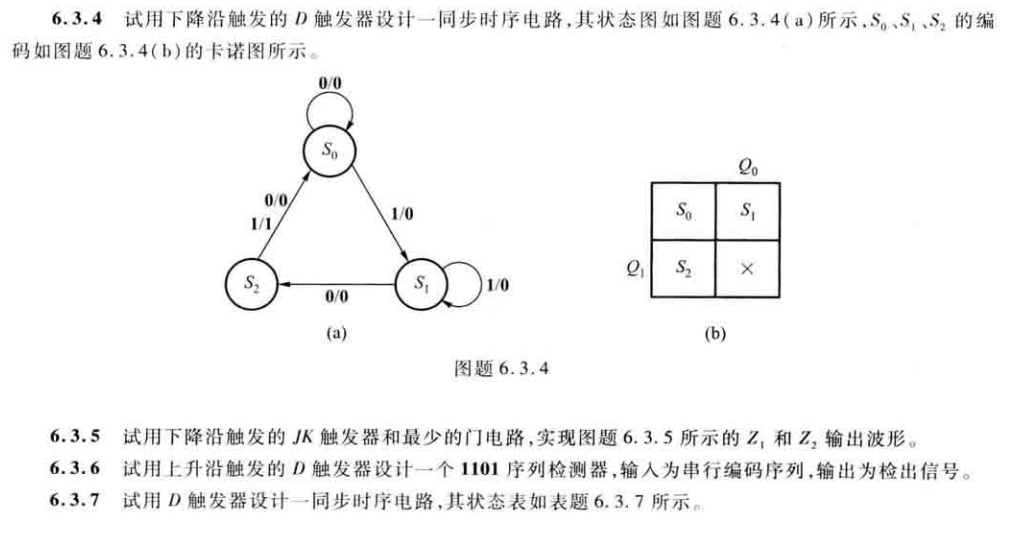 6.3.4 试用下降沿触发的 D 触发器设计一同步时序电路,其状态图如图题 6.3.4(a)所示,S₀、S₁、S₂ 的编
码如图题 6.3.4(b)的卡诺图所示。
0/0
S₀
0/0
1/1
1/0
S₂
0/0
S₁
1/0
(a)
Q₀
S₀ S₁
Q₁ S₂ ×
(b)
图题 6.3.4
6.3.5 试用下降沿触发的 JK 触发器和最少的门电路,实现图题 6.3.5 所示的 Z₁ 和 Z₂ 输出波形。
6.3.6 试用上升沿触发的 D 触发器设计一个 1101 序列检测器,输入为串行编码序列,输出为检出信号。
6.3.7 试用 D 触发器设计一同步时序电路,其状态表如表题 6.3.7 所示。